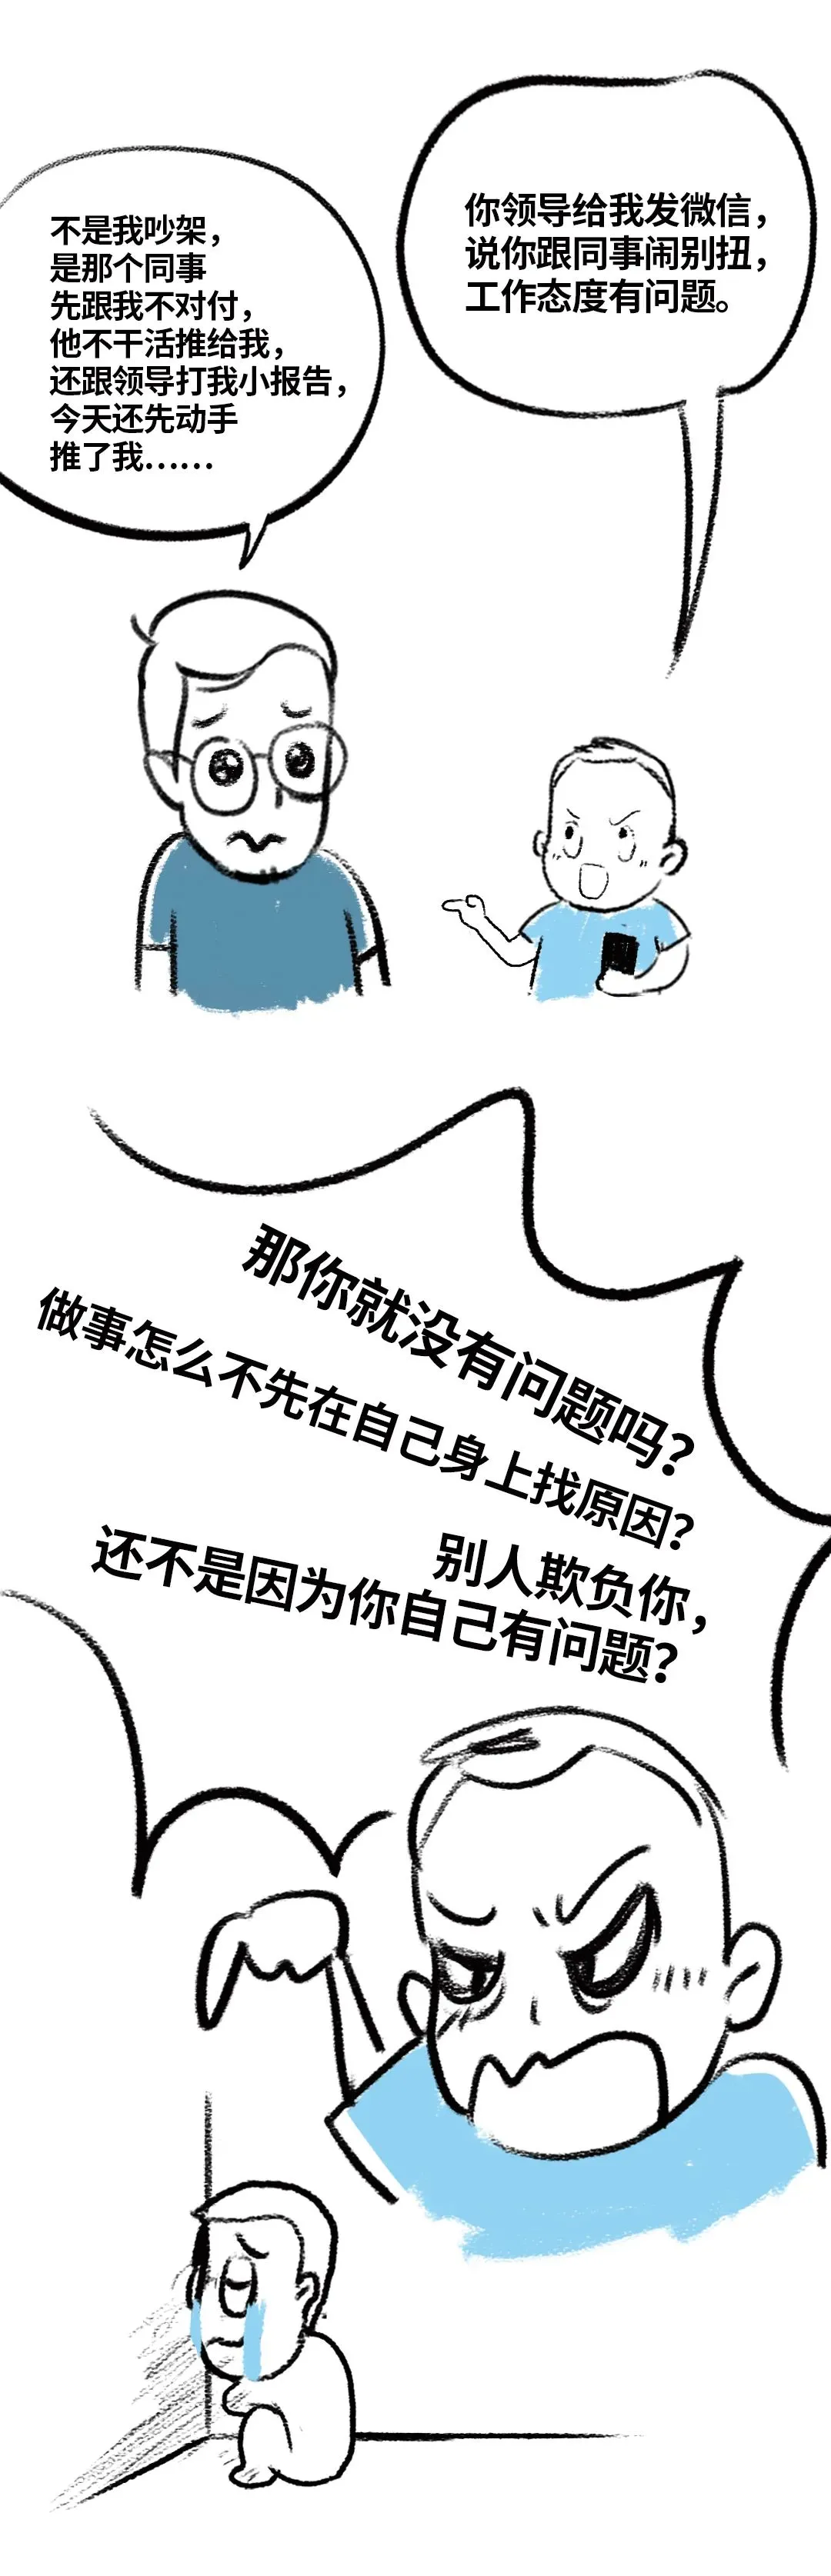 你领导给我发微信，
说你跟同事闹别扭，
工作态度有问题。
不是我吵架，
是那个同事
先跟我不对付，
他不干活推给我，
还跟领导打我小报告，
今天还先动手
推了我……
那你就没有问题吗？
做事怎么不先在自己身上找原因？
别人欺负你，
还不是因为你自己有问题？